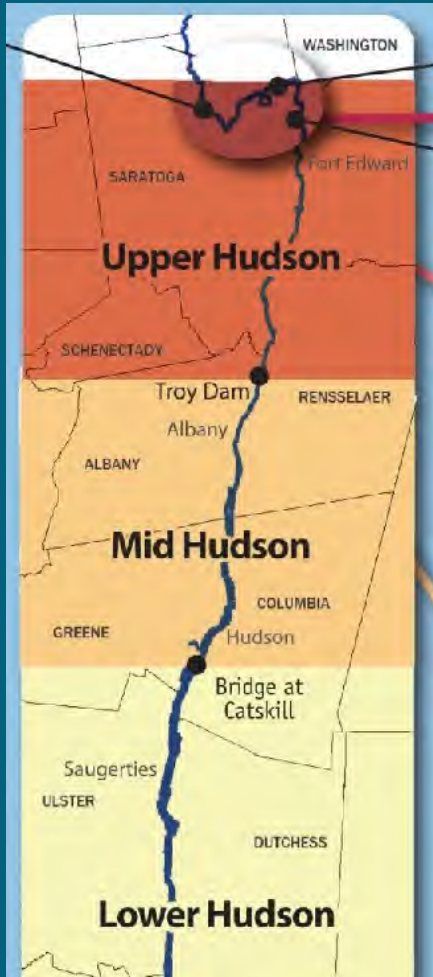 WASHINGTON
Fort Edward
SARATOGA
Upper Hudson
SCHENECTADY
Troy Dam
RENSSELAER
Albany
ALBANY
Mid Hudson
COLUMBIA
GREENE
Hudson
Bridge at
Catskill
Saugerties
ULSTER
DUTCHESS
Lower Hudson